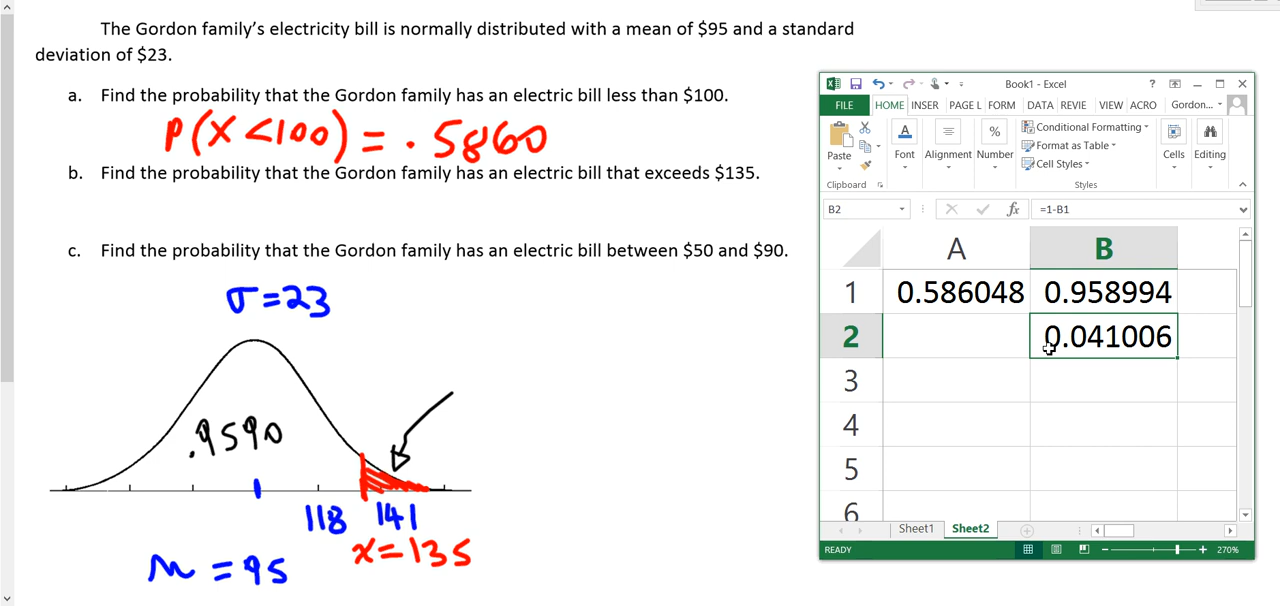 The Gordon family's electricity bill is normally distributed with a mean of $95 and a standard
deviation of $23.
a. Find the probability that the Gordon family has an electric bill less than $100.
P(X<100) = .5860
b. Find the probability that the Gordon family has an electric bill that exceeds $135.
c. Find the probability that the Gordon family has an electric bill between $50 and $90.
σ=23
.9590
118 141
x=135
μ=95
Book1 - Excel ?
FILE HOME INSER PAGE L FORM DATA REVIE VIEW ACRO Gordon...
Paste
Font Alignment Number
Conditional Formatting
Format as Table
Cell Styles
Cells Editing
Clipboard Styles
B2 fx =1-B1
A B
1 0.586048 0.958994
2 0.041006
3
4
5
6
Sheet1 Sheet2
READY 270%